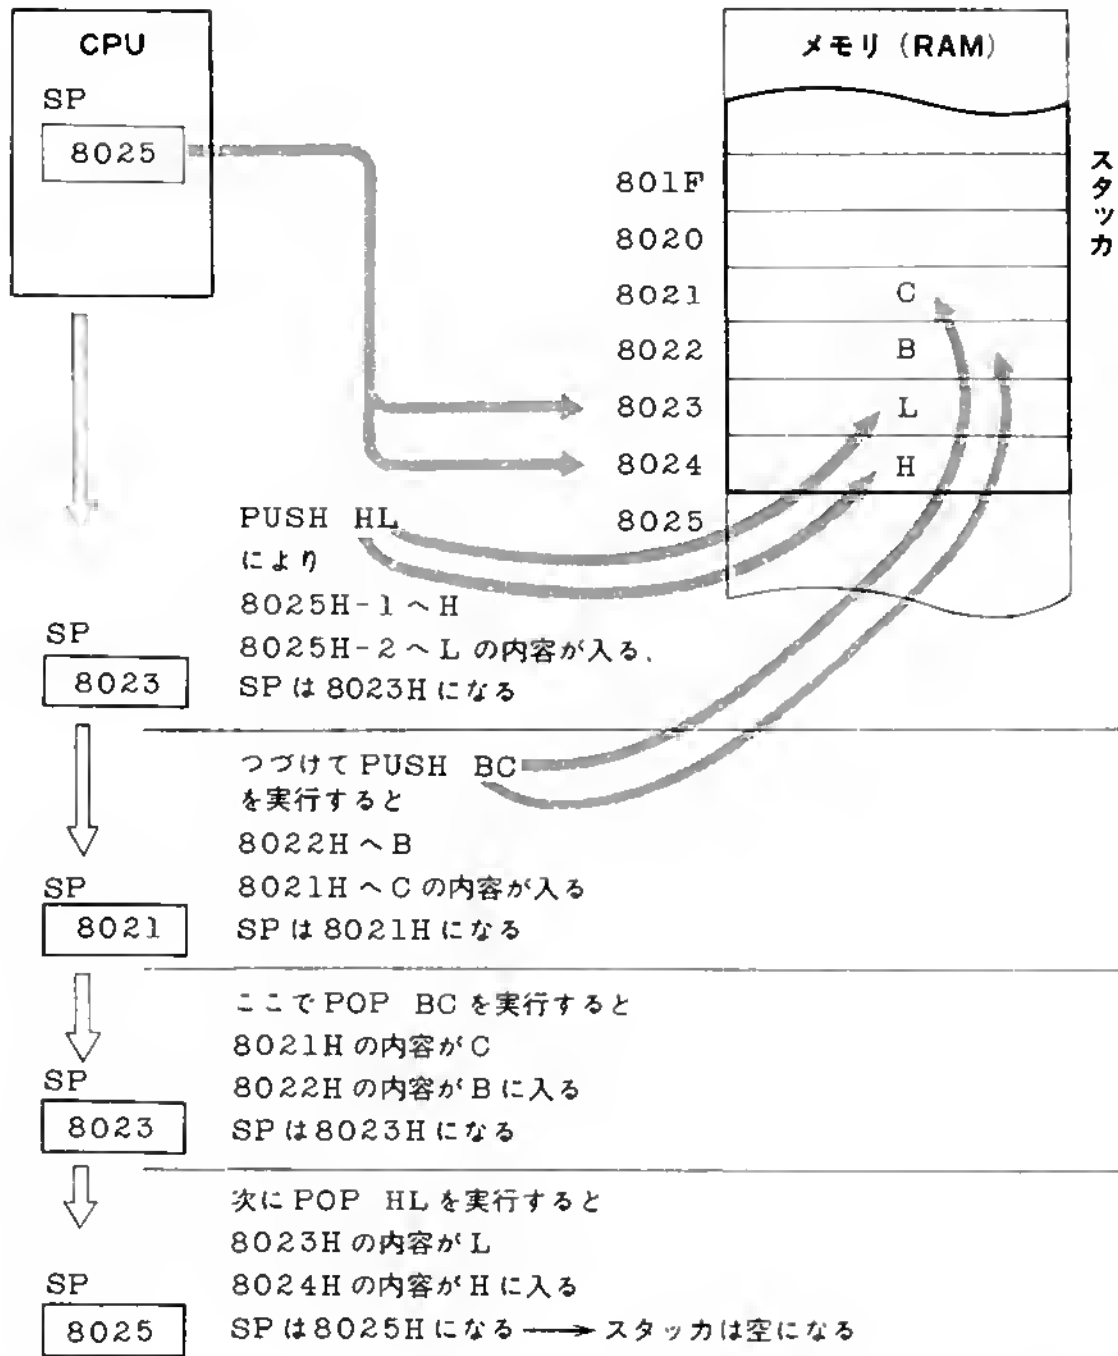 CPU
SP
8025
メモリ (RAM)
スタッカ
801F
8020
8021 C
8022 B
8023 L
8024 H
8025
PUSH HL
により
8025H-1へH
8025H-2へLの内容が入る、
SPは8023Hになる
SP
8023
つづけてPUSH BC
を実行すると
8022HへB
8021HへCの内容が入る
SPは8021Hになる
SP
8021
ここでPOP BCを実行すると
8021Hの内容がC
8022Hの内容がBに入る
SPは8023Hになる
SP
8023
次にPOP HLを実行すると
8023Hの内容がL
8024Hの内容がHに入る
SPは8025Hになる→スタッカは空になる
SP
8025